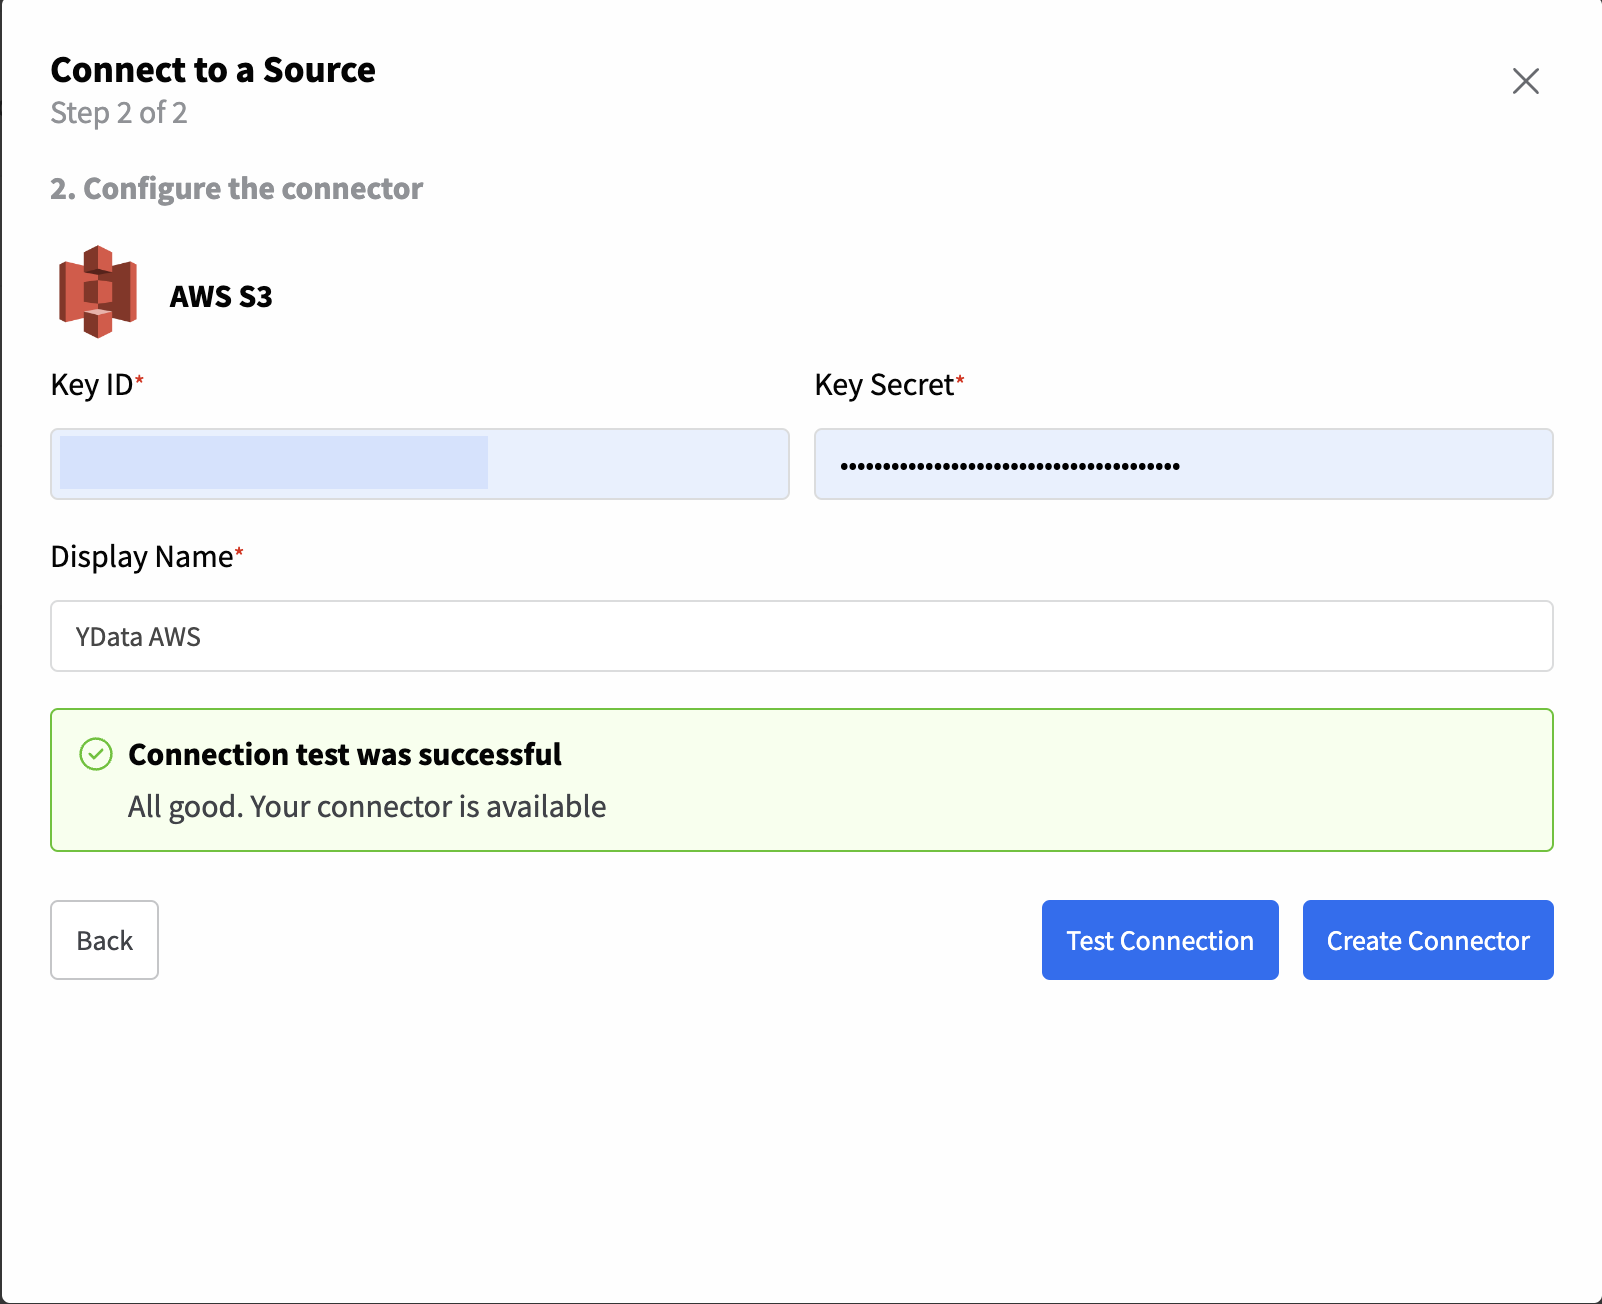 Connect to a Source
Step 2 of 2
2. Configure the connector
AWS S3
Key ID*
Key Secret*
••••••••••••••••••••••••••••••••••••••••
Display Name*
YData AWS
Connection test was successful
All good. Your connector is available
Back
Test Connection
Create Connector